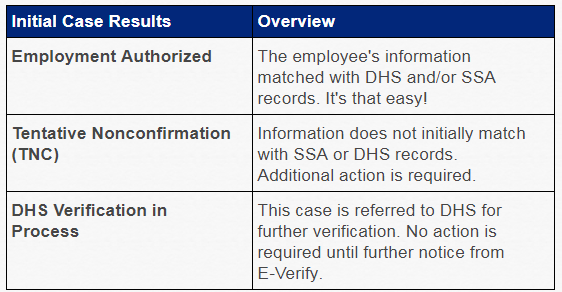 Initial Case Results
Overview
Employment Authorized
The employee's information
matched with DHS and/or SSA
records. It's that easy!
Tentative Nonconfirmation
(TNC)
Information does not initially match
with SSA or DHS records.
Additional action is required.
DHS Verification in
Process
This case is referred to DHS for
further verification. No action is
required until further notice from
E-Verify.